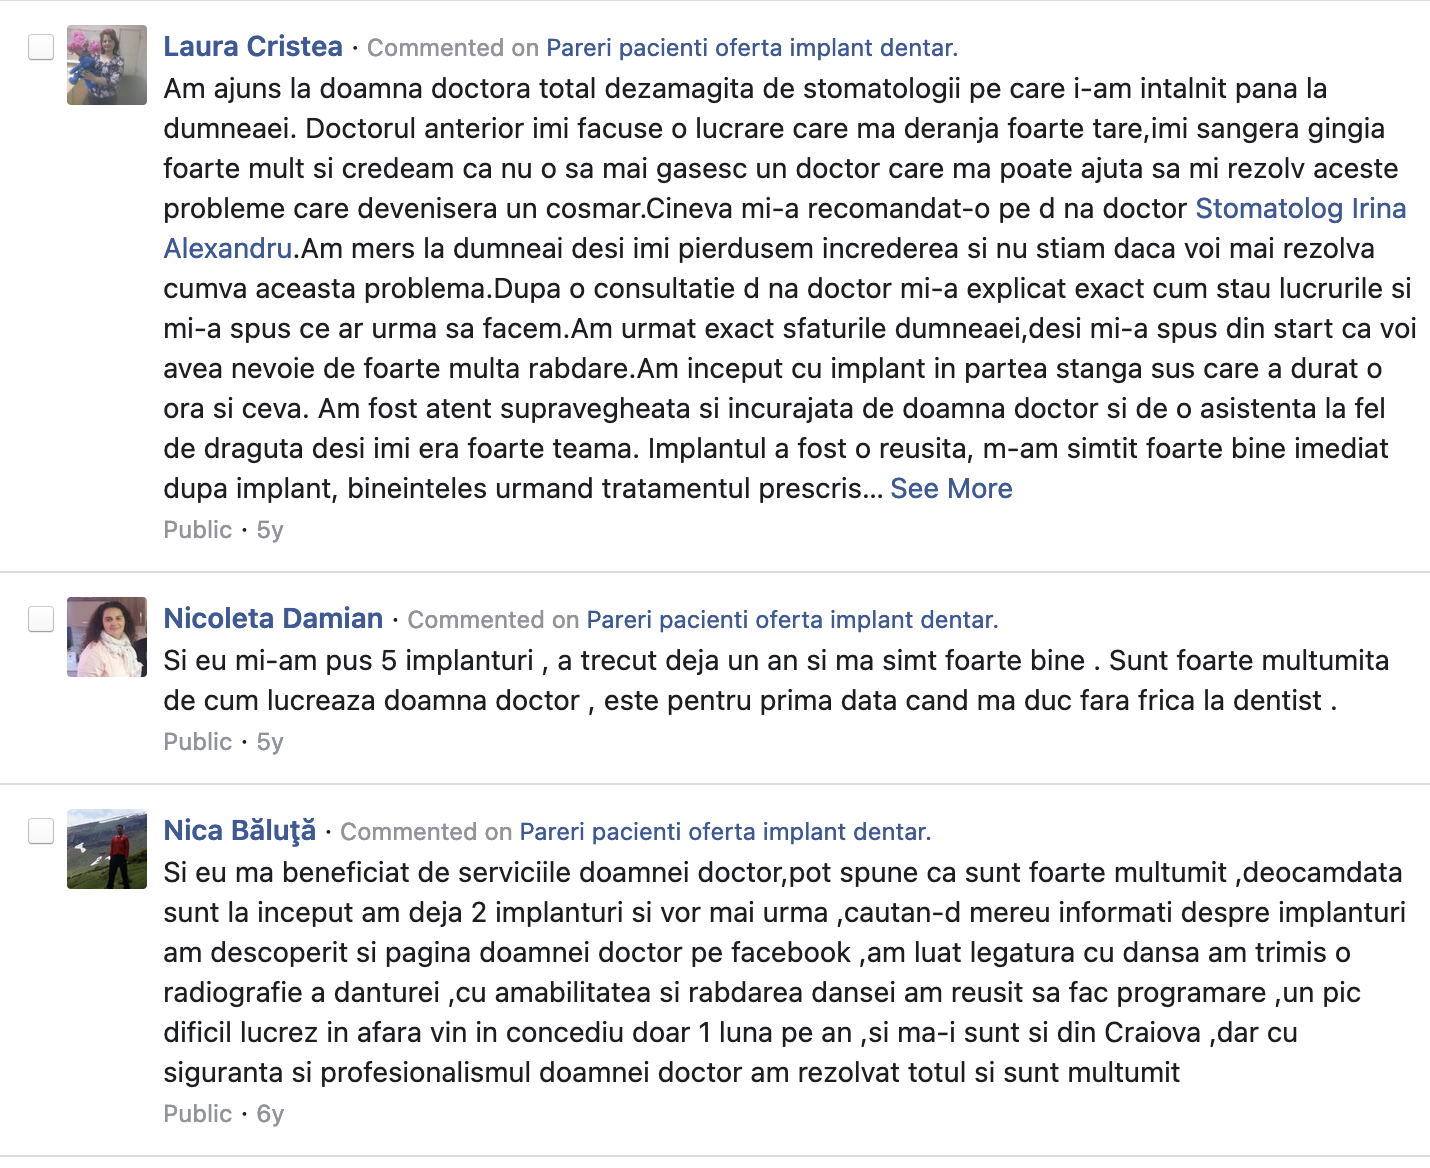 Laura Cristea · Commented on Pareri pacienti oferta implant dentar.
Am ajuns la doamna doctora total dezamagita de stomatologii pe care i-am intalnit pana la
dumneaei. Doctorul anterior imi facuse o lucrare care ma deranja foarte tare,imi sangera gingia
foarte mult si credeam ca nu o sa mai gasesc un doctor care ma poate ajuta sa mi rezolv aceste
probleme care devenisera un cosmar.Cineva mi-a recomandat-o pe d na doctor Stomatolog Irina
Alexandru.Am mers la dumneai desi imi pierdusem increderea si nu stiam daca voi mai rezolva
cumva aceasta problema.Dupa o consultatie d na doctor mi-a explicat exact cum stau lucrurile si
mi-a spus ce ar urma sa facem.Am urmat exact sfaturile dumneaei,desi mi-a spus din start ca voi
avea nevoie de foarte multa rabdare.Am inceput cu implant in partea stanga sus care a durat o
ora si ceva. Am fost atent supravegheata si incurajata de doamna doctor si de o asistenta la fel
de draguta desi imi era foarte teama. Implantul a fost o reusita, m-am simtit foarte bine imediat
dupa implant, bineinteles urmand tratamentul prescris... See More
Public · 5y
Nicoleta Damian · Commented on Pareri pacienti oferta implant dentar.
Si eu mi-am pus 5 implanturi , a trecut deja un an si ma simt foarte bine . Sunt foarte multumita
de cum lucreaza doamna doctor , este pentru prima data cand ma duc fara frica la dentist .
Public · 5y
Nica Băluţă · Commented on Pareri pacienti oferta implant dentar.
Si eu ma beneficiat de serviciile doamnei doctor,pot spune ca sunt foarte multumit ,deocamdata
sunt la inceput am deja 2 implanturi si vor mai urma ,cautan-d mereu informati despre implanturi
am descoperit si pagina doamnei doctor pe facebook ,am luat legatura cu dansa am trimis o
radiografie a danturei ,cu amabilitatea si rabdarea dansei am reusit sa fac programare ,un pic
dificil lucrez in afara vin in concediu doar 1 luna pe an ,si ma-i sunt si din Craiova ,dar cu
siguranta si profesionalismul doamnei doctor am rezolvat totul si sunt multumit
Public · 6y